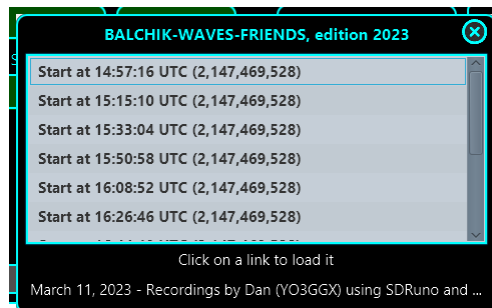 BALCHIK-WAVES-FRIENDS, edition 2023
Start at 14:57:16 UTC (2,147,469,528)
Start at 15:15:10 UTC (2,147,469,528)
Start at 15:33:04 UTC (2,147,469,528)
Start at 15:50:58 UTC (2,147,469,528)
Start at 16:08:52 UTC (2,147,469,528)
Start at 16:26:46 UTC (2,147,469,528)
Click on a link to load it
March 11, 2023 - Recordings by Dan (YO3GGX) using SDRuno and ...